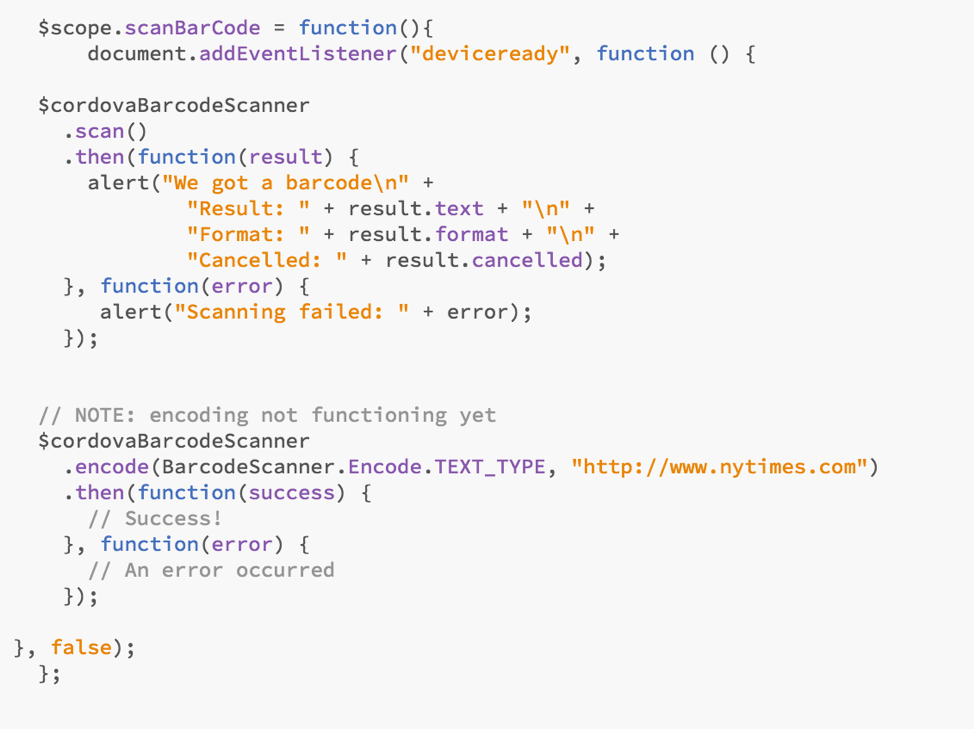 $scope.scanBarCode = function(){
document.addEventListener("deviceready", function () {
$cordovaBarcodeScanner
.scan()
.then(function(result) {
alert("We got a barcode\n" +
"Result: " + result.text + "\n" +
"Format: " + result.format + "\n" +
"Cancelled: " + result.cancelled);
}, function(error) {
alert("Scanning failed: " + error);
});
// NOTE: encoding not functioning yet
$cordovaBarcodeScanner
.encode(BarcodeScanner.Encode.TEXT_TYPE, "http://www.nytimes.com")
.then(function(success) {
// Success!
}, function(error) {
// An error occurred
});
}, false);
};